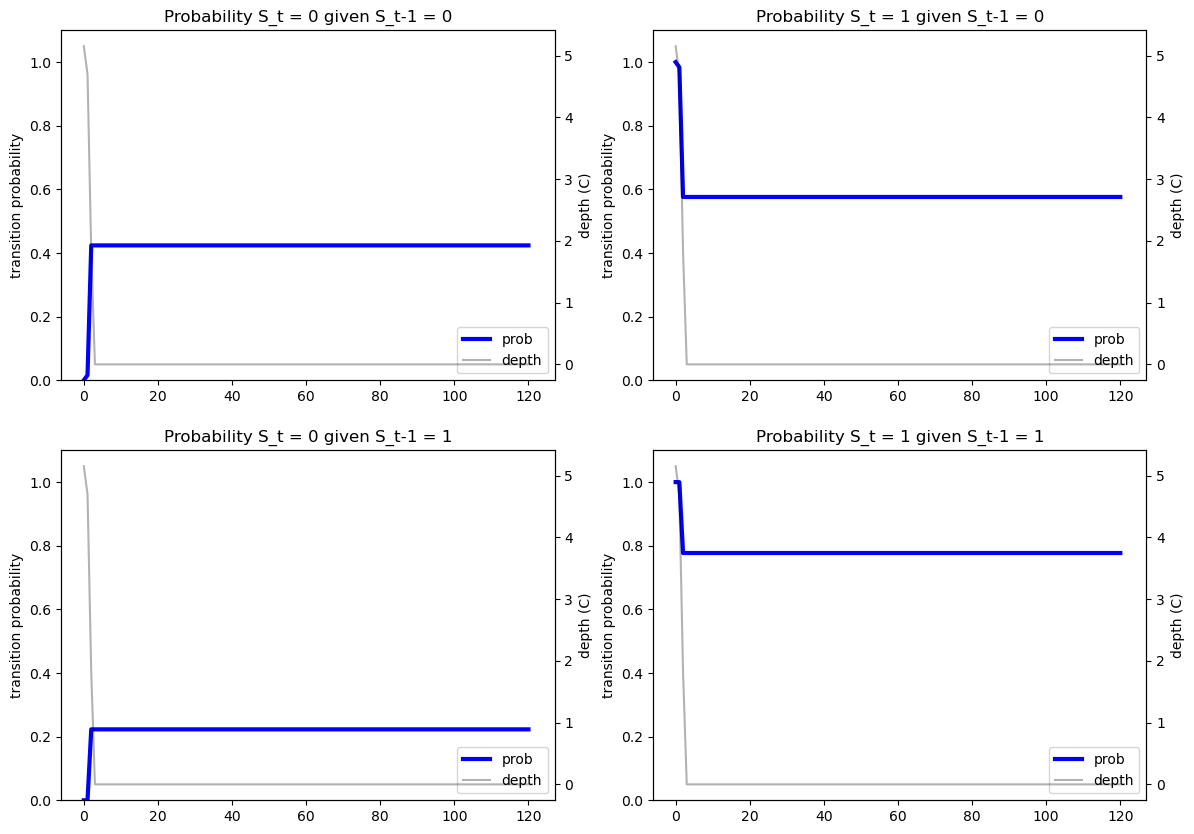 Probability S_t = 0 given S_t-1 = 0
transition probability
1.0
0.8
0.6
0.4
0.2
0.0
0 20 40 60 80 100 120
5
4
3
2
1
0
depth (C)
prob
depth
Probability S_t = 1 given S_t-1 = 0
transition probability
1.0
0.8
0.6
0.4
0.2
0.0
0 20 40 60 80 100 120
5
4
3
2
1
0
depth (C)
prob
depth
Probability S_t = 0 given S_t-1 = 1
transition probability
1.0
0.8
0.6
0.4
0.2
0.0
0 20 40 60 80 100 120
5
4
3
2
1
0
depth (C)
prob
depth
Probability S_t = 1 given S_t-1 = 1
transition probability
1.0
0.8
0.6
0.4
0.2
0.0
0 20 40 60 80 100 120
5
4
3
2
1
0
depth (C)
prob
depth